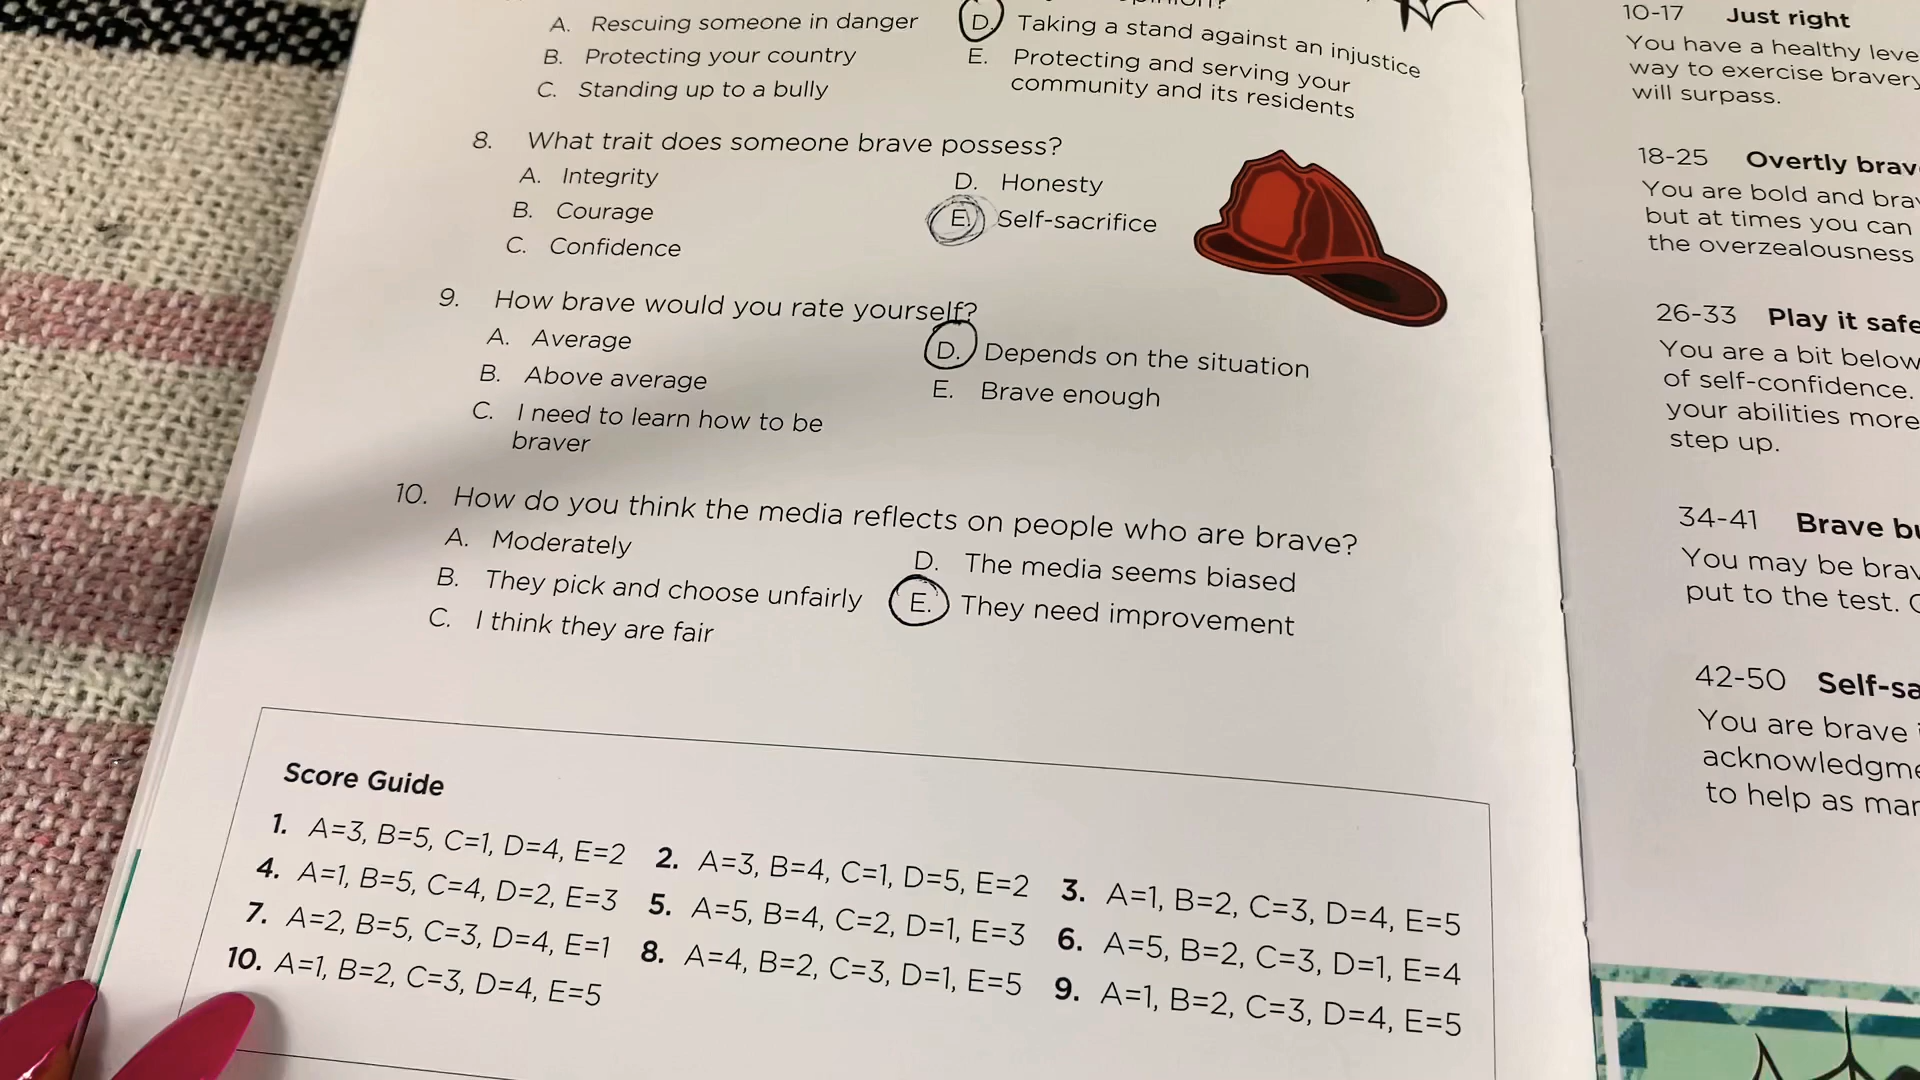 A. Rescuing someone in danger
B. Protecting your country
C. Standing up to a bully
D. Taking a stand against an injustice
E. Protecting and serving your
community and its residents
8. What trait does someone brave possess?
A. Integrity
B. Courage
C. Confidence
D. Honesty
E. Self-sacrifice
9. How brave would you rate yourself?
A. Average
B. Above average
C. I need to learn how to be
braver
D. Depends on the situation
E. Brave enough
10. How do you think the media reflects on people who are brave?
A. Moderately
B. They pick and choose unfairly
C. I think they are fair
D. The media seems biased
E. They need improvement
Score Guide
1. A=3, B=5, C=1, D=4, E=2 2. A=3, B=4, C=1, D=5, E=2 3. A=1, B=2, C=3, D=4, E=5
4. A=1, B=5, C=4, D=2, E=3 5. A=5, B=4, C=2, D=1, E=3 6. A=5, B=2, C=3, D=1, E=4
7. A=2, B=5, C=3, D=4, E=1 8. A=4, B=2, C=3, D=1, E=5 9. A=1, B=2, C=3, D=4, E=5
10. A=1, B=2, C=3, D=4, E=5
10-17 Just right
You have a healthy
way to exercise bravery
will surpass.
18-25 Overtly
You are bold and
but at times you can
the overzealousness
26-33 Play it safe
You are a bit below
of self-confidence.
your abilities more
step up.
34-41 Brave
You may be
put to the test.
42-50
You are brave
to help as